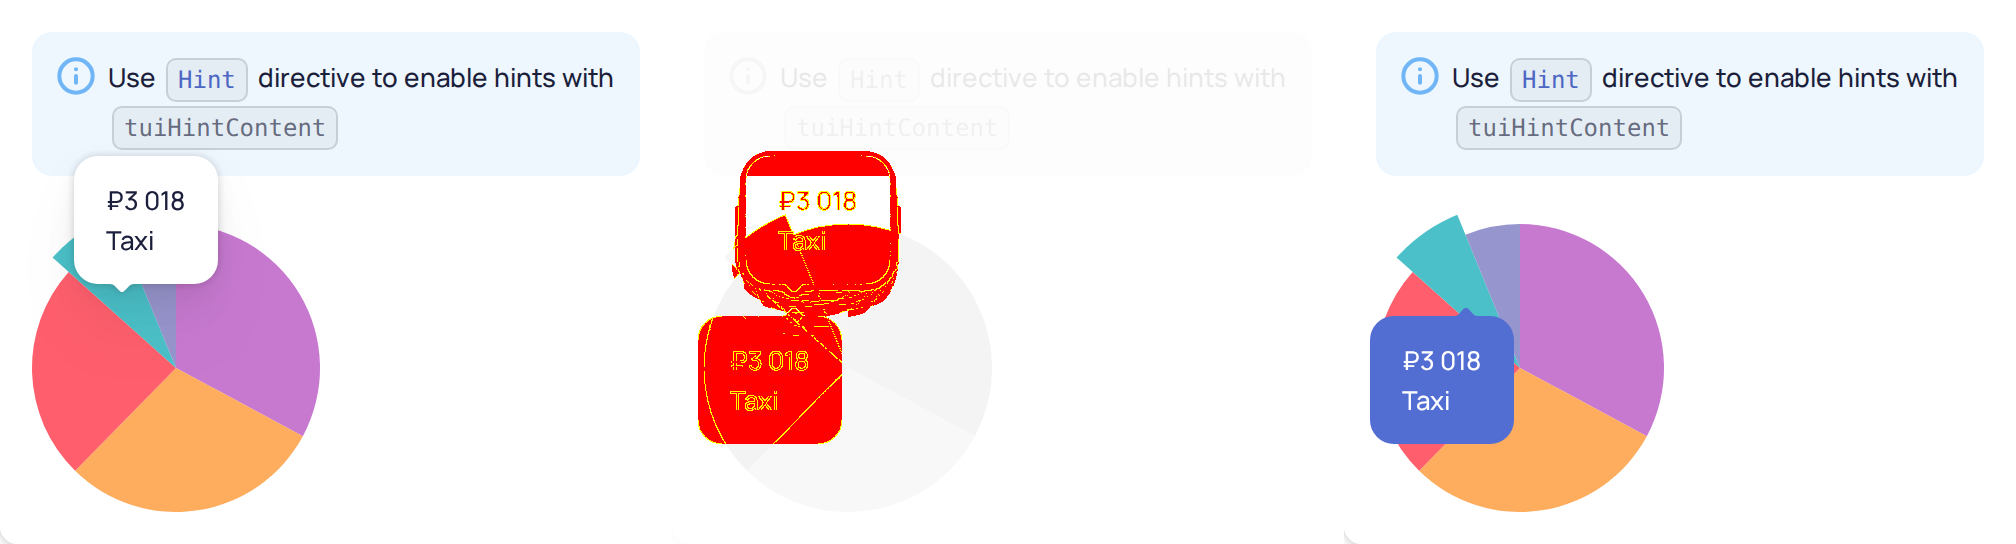 Use Hint directive to enable hints with
tuiHintContent
₽3 018
Taxi
Use Hint directive to enable hints with
tuiHintContent
₽3 018
Taxi
₽3 018
Taxi
Use Hint directive to enable hints with
tuiHintContent
₽3 018
Taxi